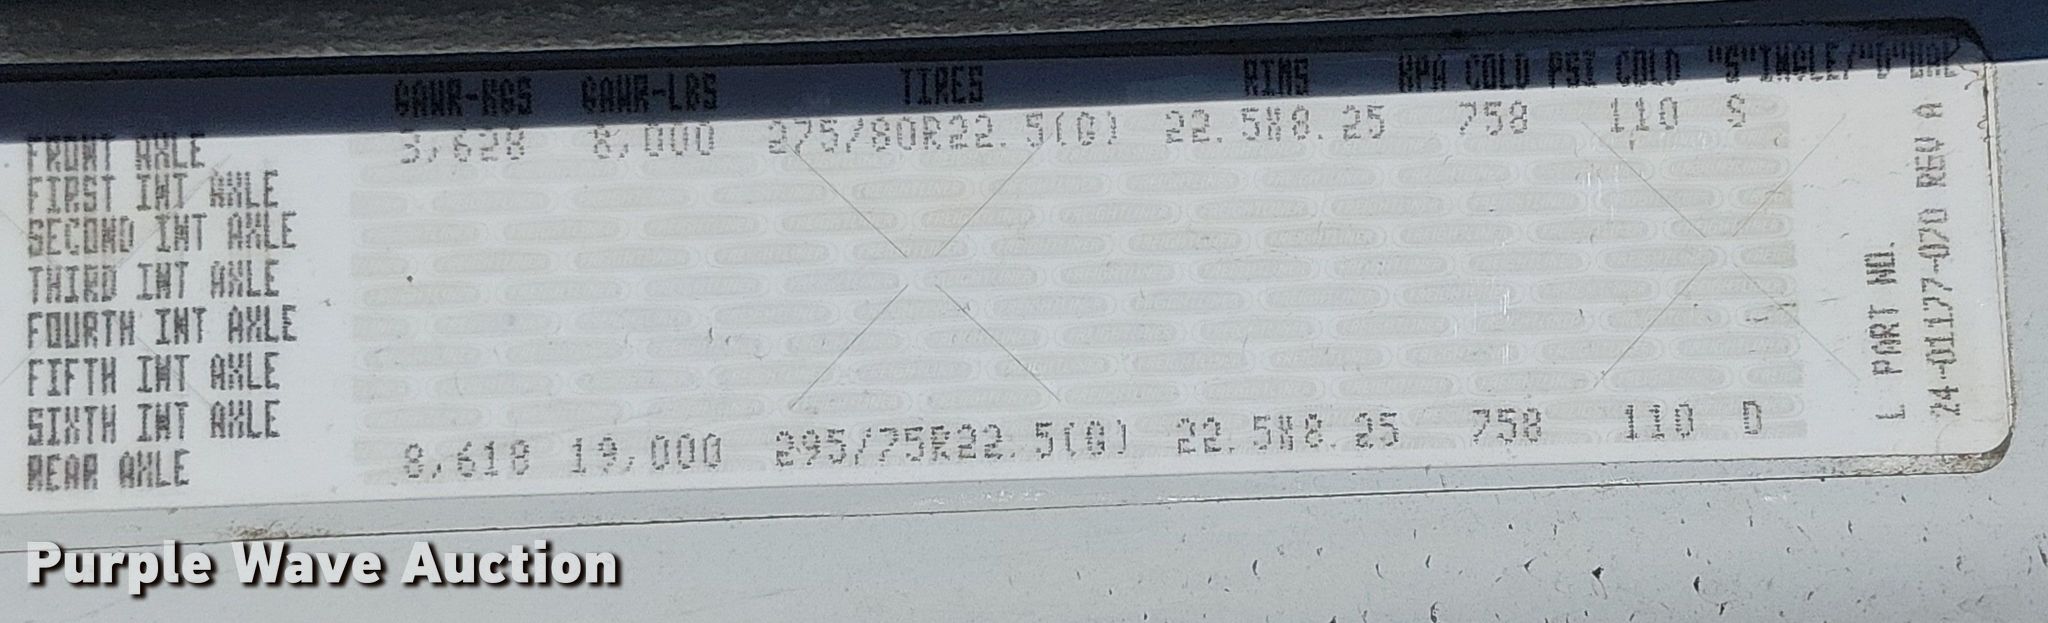 GAWR-KGS GAWR-LBS TIRES RIMS KPA COLD PSI COLD "S"INGLE/"D"UAL
FRONT AXLE 3,628 8,000 275/80R22.5(G) 22.5X8.25 758 110 S
FIRST INT AXLE
SECOND INT AXLE
THIRD INT AXLE
FOURTH INT AXLE
FIFTH INT AXLE
SIXTH INT AXLE
REAR AXLE 8,618 19,000 295/75R22.5(G) 22.5X8.25 758 110 D
L PART NO.
24-01127-070 REV A
Purple Wave Auction